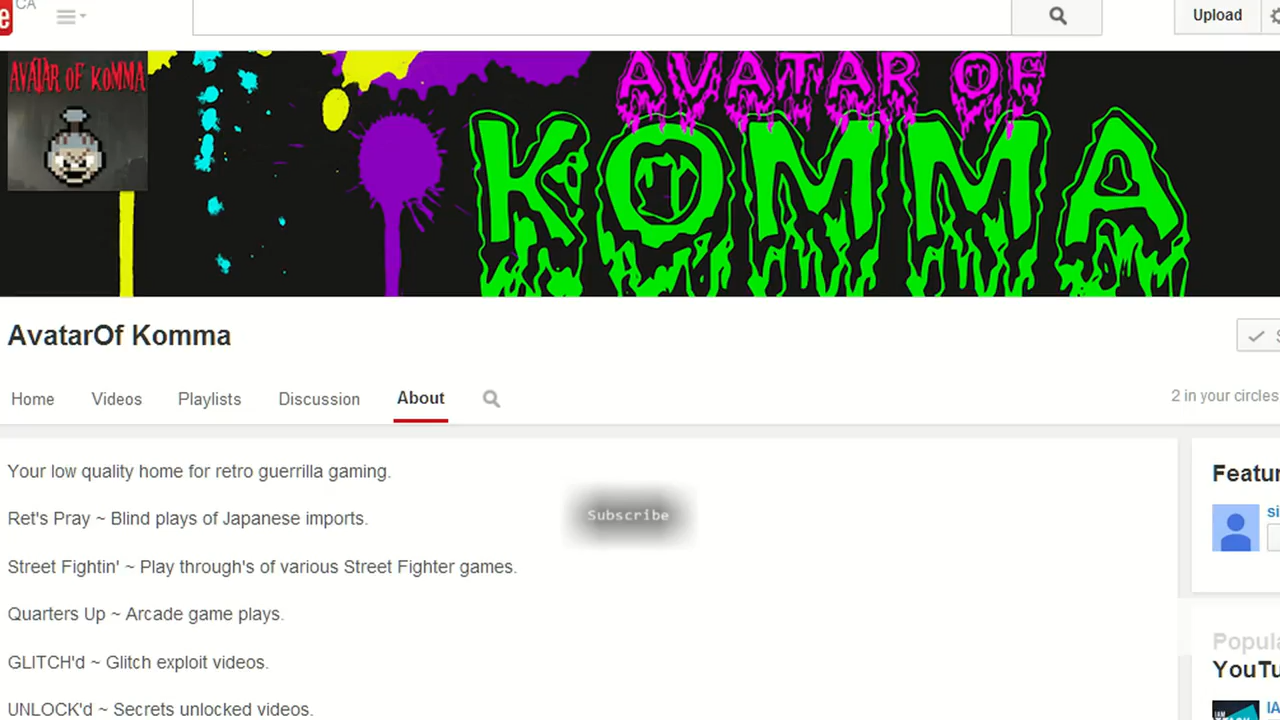 e CA
Upload
AVATAR OF KOMMA
AVATAR OF
KOMMA
AvatarOf Komma
Home Videos Playlists Discussion About
2 in your circles
Your low quality home for retro guerrilla gaming.
Featur
Ret's Pray ~ Blind plays of Japanese imports.
Subscribe
si
Street Fightin' ~ Play through's of various Street Fighter games.
Quarters Up ~ Arcade game plays.
Popula
GLITCH'd ~ Glitch exploit videos.
YouTu
UNLOCK'd ~ Secrets unlocked videos.
IA